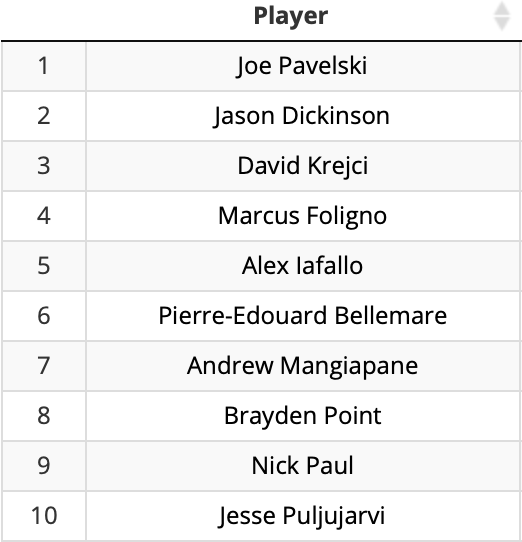 Player
1 Joe Pavelski
2 Jason Dickinson
3 David Krejci
4 Marcus Foligno
5 Alex Iafallo
6 Pierre-Edouard Bellemare
7 Andrew Mangiapane
8 Brayden Point
9 Nick Paul
10 Jesse Puljujarvi